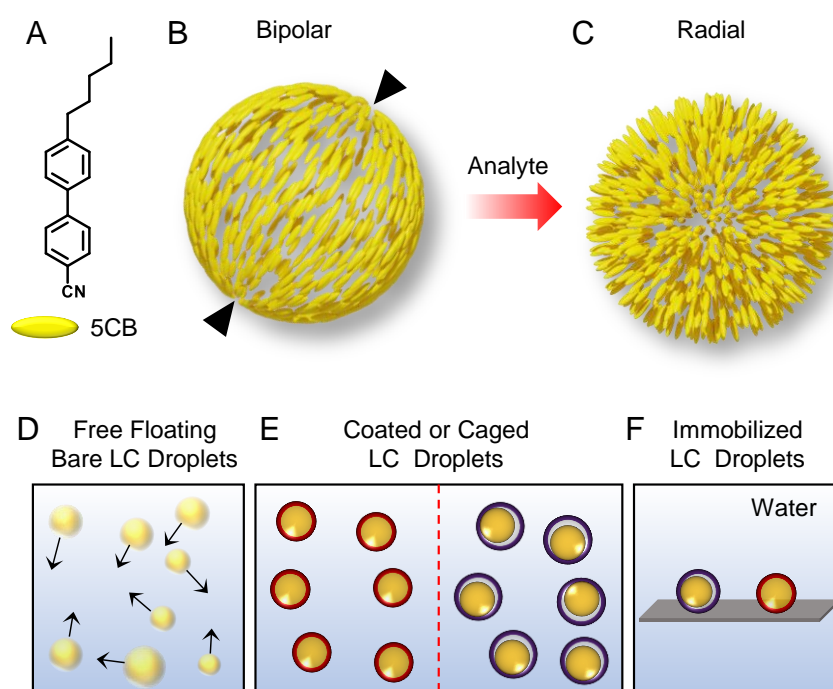 A
B
Bipolar
C
Radial
Analyte
CN
5CB
D
Free Floating
Bare LC Droplets
E
Coated or Caged
LC Droplets
F
Immobilized
LC Droplets
Water